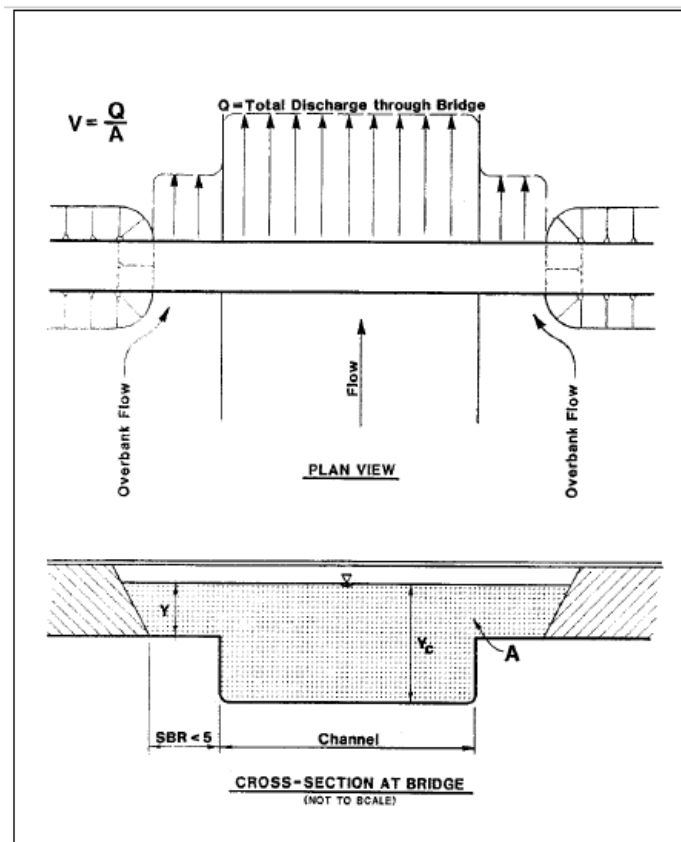 Q = Total Discharge through Bridge
V = Q/A
Overbank Flow
Flow
Overbank Flow
PLAN VIEW
Y
Yc
A
SBR < 5
Channel
CROSS-SECTION AT BRIDGE
(NOT TO SCALE)